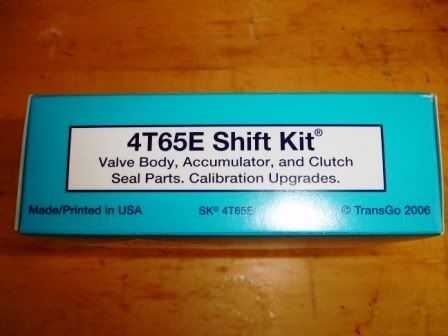 4T65E Shift Kit®
Valve Body, Accumulator, and Clutch
Seal Parts. Calibration Upgrades.
Made/Printed in USA SK® 4T65E © TransGo 2006